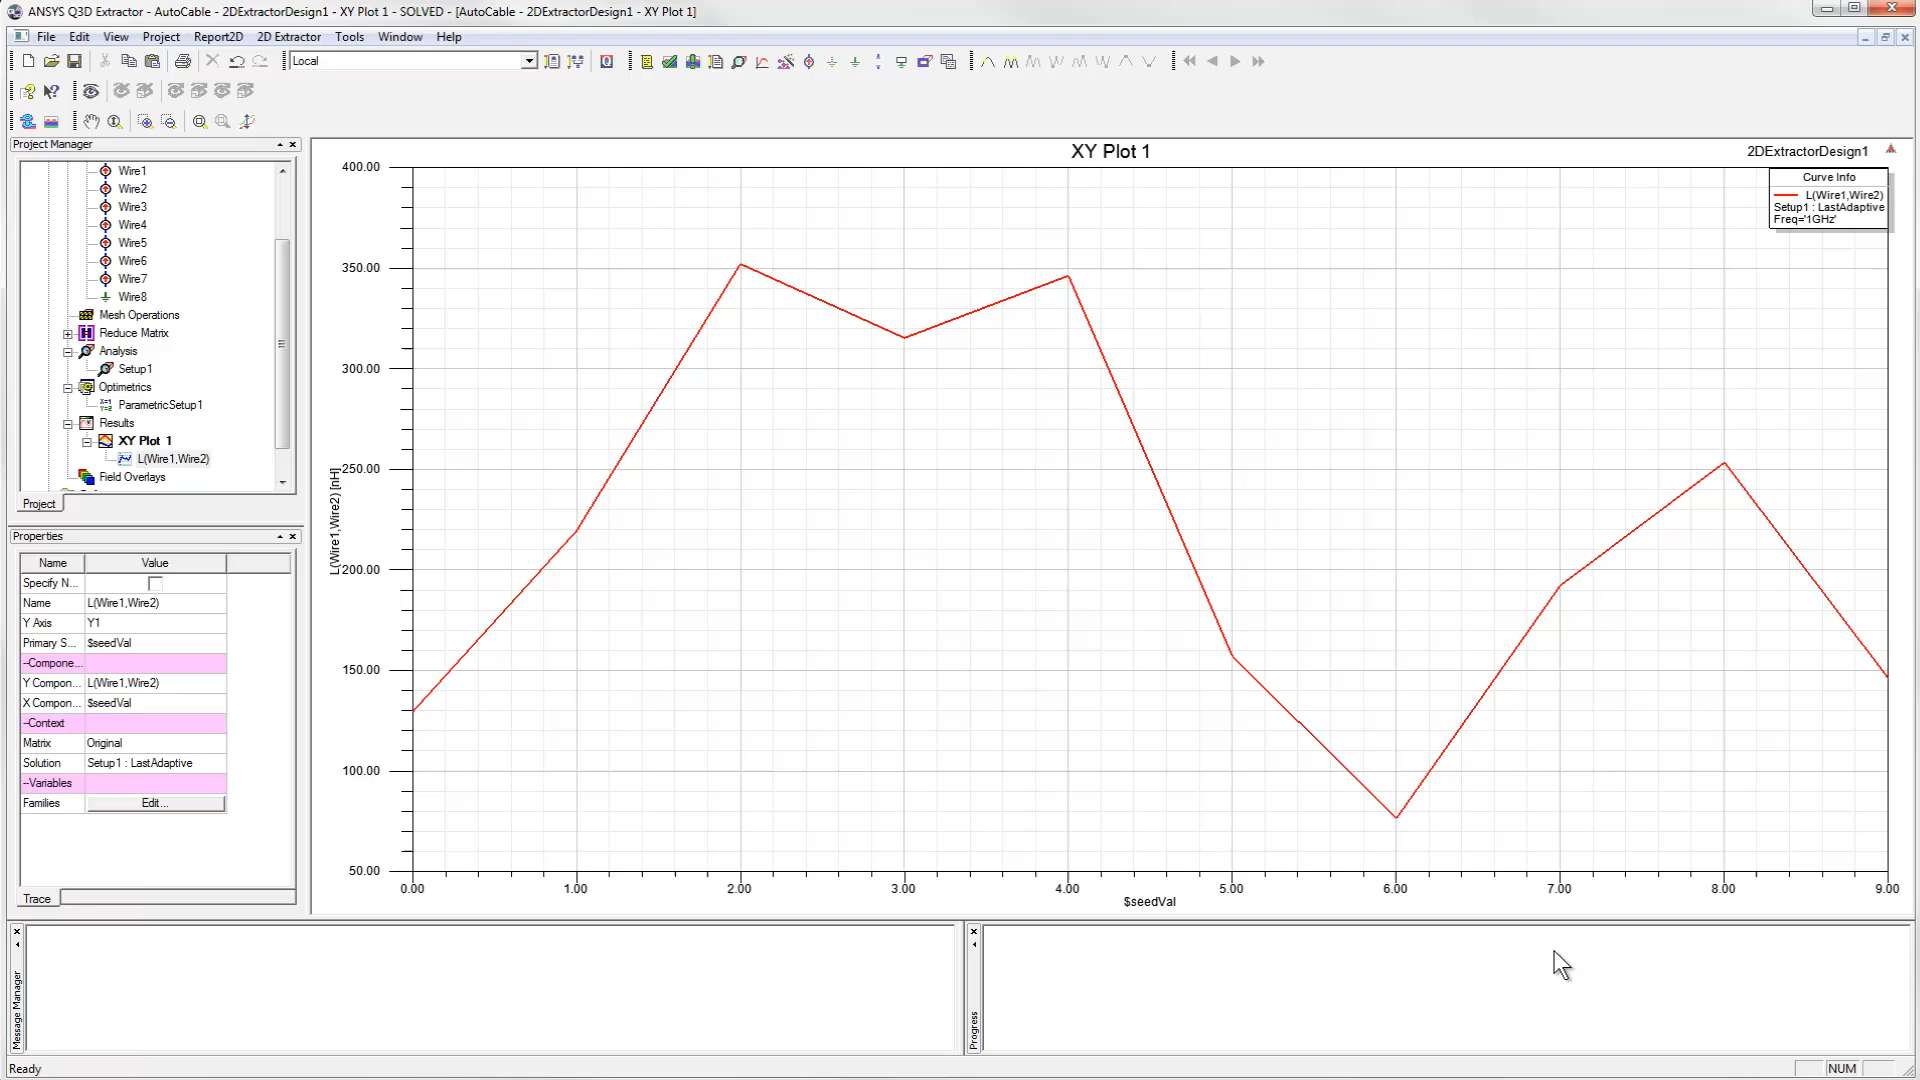 ANSYS Q3D Extractor - AutoCable - 2DExtractorDesign1 - XY Plot 1 - SOLVED - [AutoCable - 2DExtractorDesign1 - XY Plot 1]
File Edit View Project Report2D 2D Extractor Tools Window Help
Local
Project Manager
Wire1
Wire2
Wire3
Wire4
Wire5
Wire6
Wire7
Wire8
Mesh Operations
Reduce Matrix
Analysis
Setup1
Optimetrics
ParametricSetup1
Results
XY Plot 1
L(Wire1,Wire2)
Field Overlays
Project
Properties
Name Value
Specify N...
Name L(Wire1,Wire2)
Y Axis Y1
Primary S... $seedVal
--Compone...
Y Compon... L(Wire1,Wire2)
X Compon... $seedVal
--Context
Matrix Original
Solution Setup1 : LastAdaptive
--Variables
Families Edit...
Trace
XY Plot 1
2DExtractorDesign1
Curve Info
L(Wire1,Wire2)
Setup1 : LastAdaptive
Freq='1GHz'
L(Wire1,Wire2) [nH]
400.00
350.00
300.00
250.00
200.00
150.00
100.00
50.00
0.00 1.00 2.00 3.00 4.00 5.00 6.00 7.00 8.00 9.00
$seedVal
Message Manager
Progress
Ready
NUM